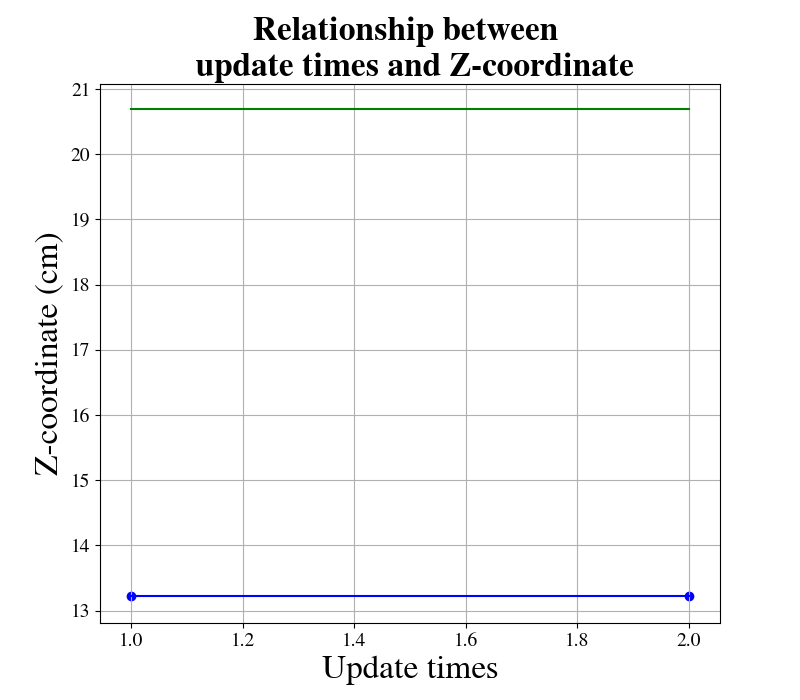 Relationship between
update times and Z-coordinate
21
20
19
18
17
16
15
14
13
Z-coordinate (cm)
1.0 1.2 1.4 1.6 1.8 2.0
Update times